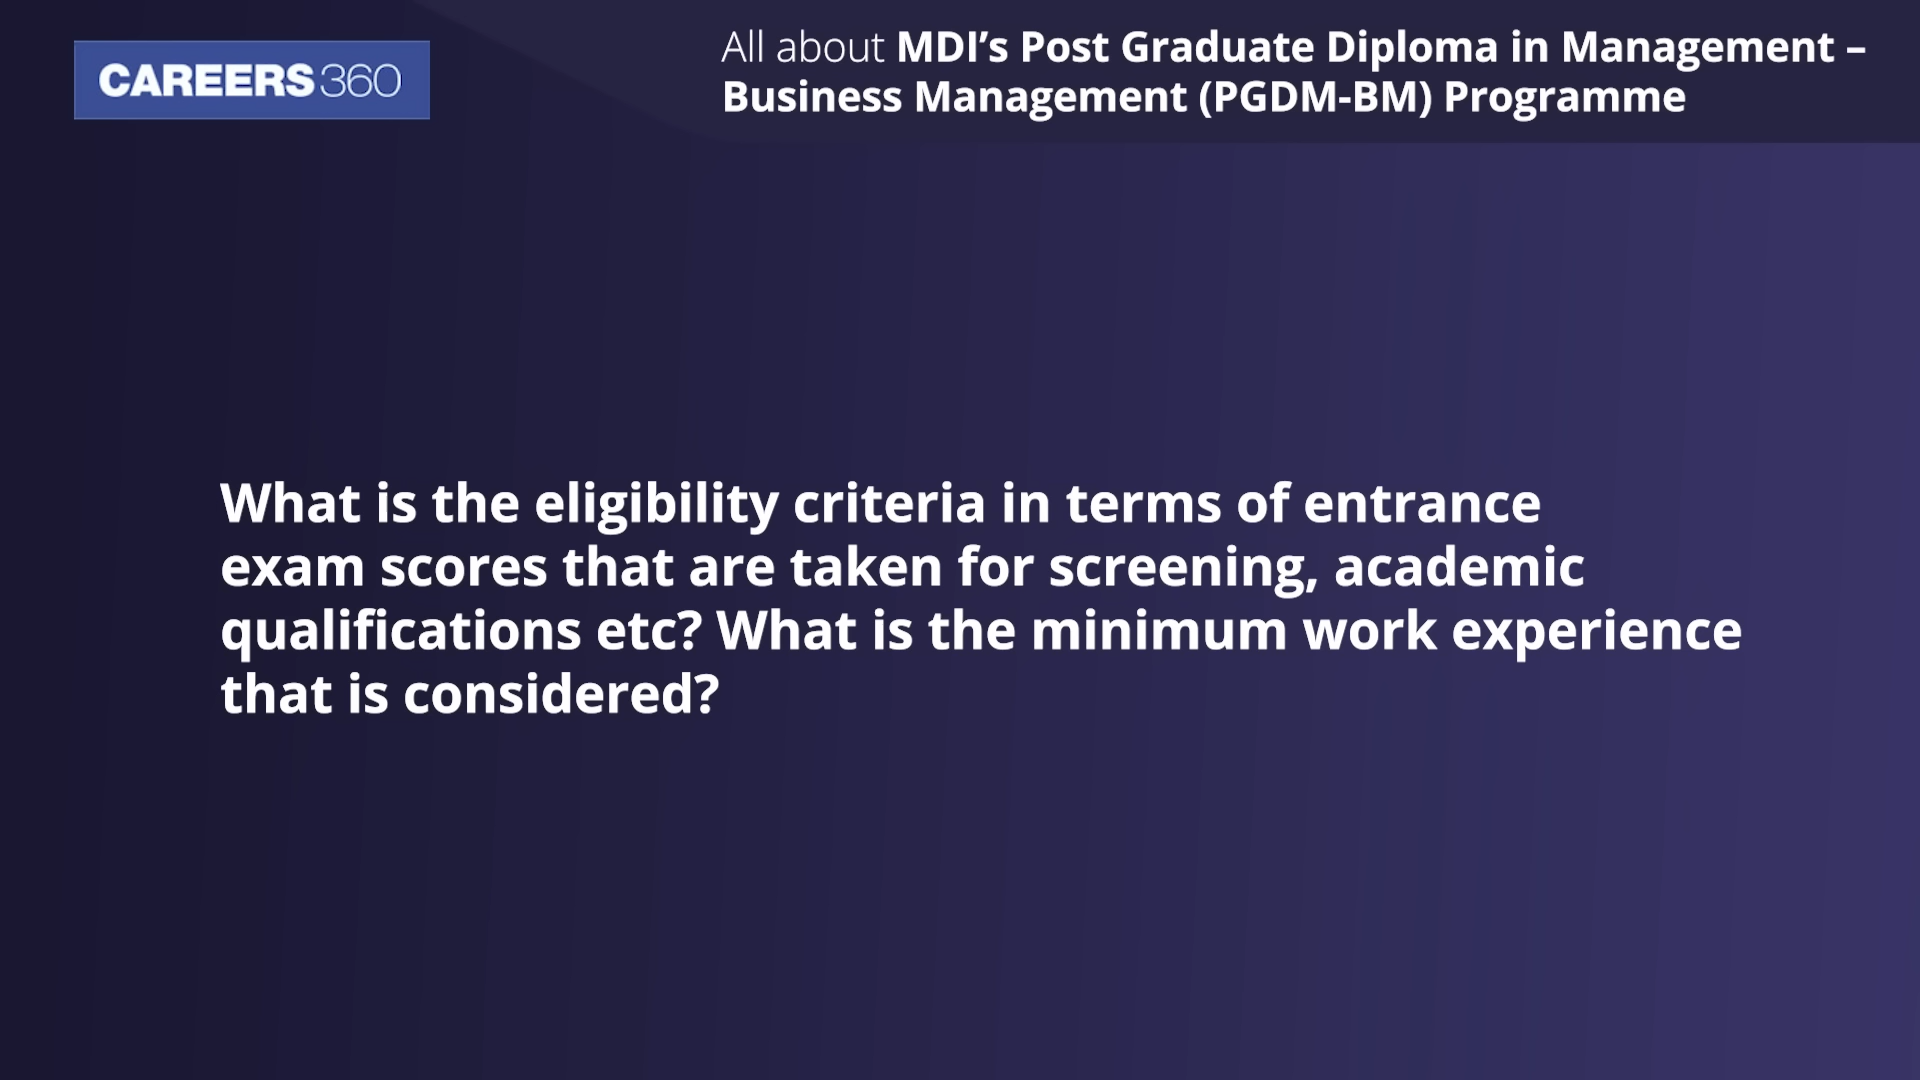 CAREERS360
All about MDI’s Post Graduate Diploma in Management –
Business Management (PGDM-BM) Programme
What is the eligibility criteria in terms of entrance
exam scores that are taken for screening, academic
qualifications etc? What is the minimum work experience
that is considered?